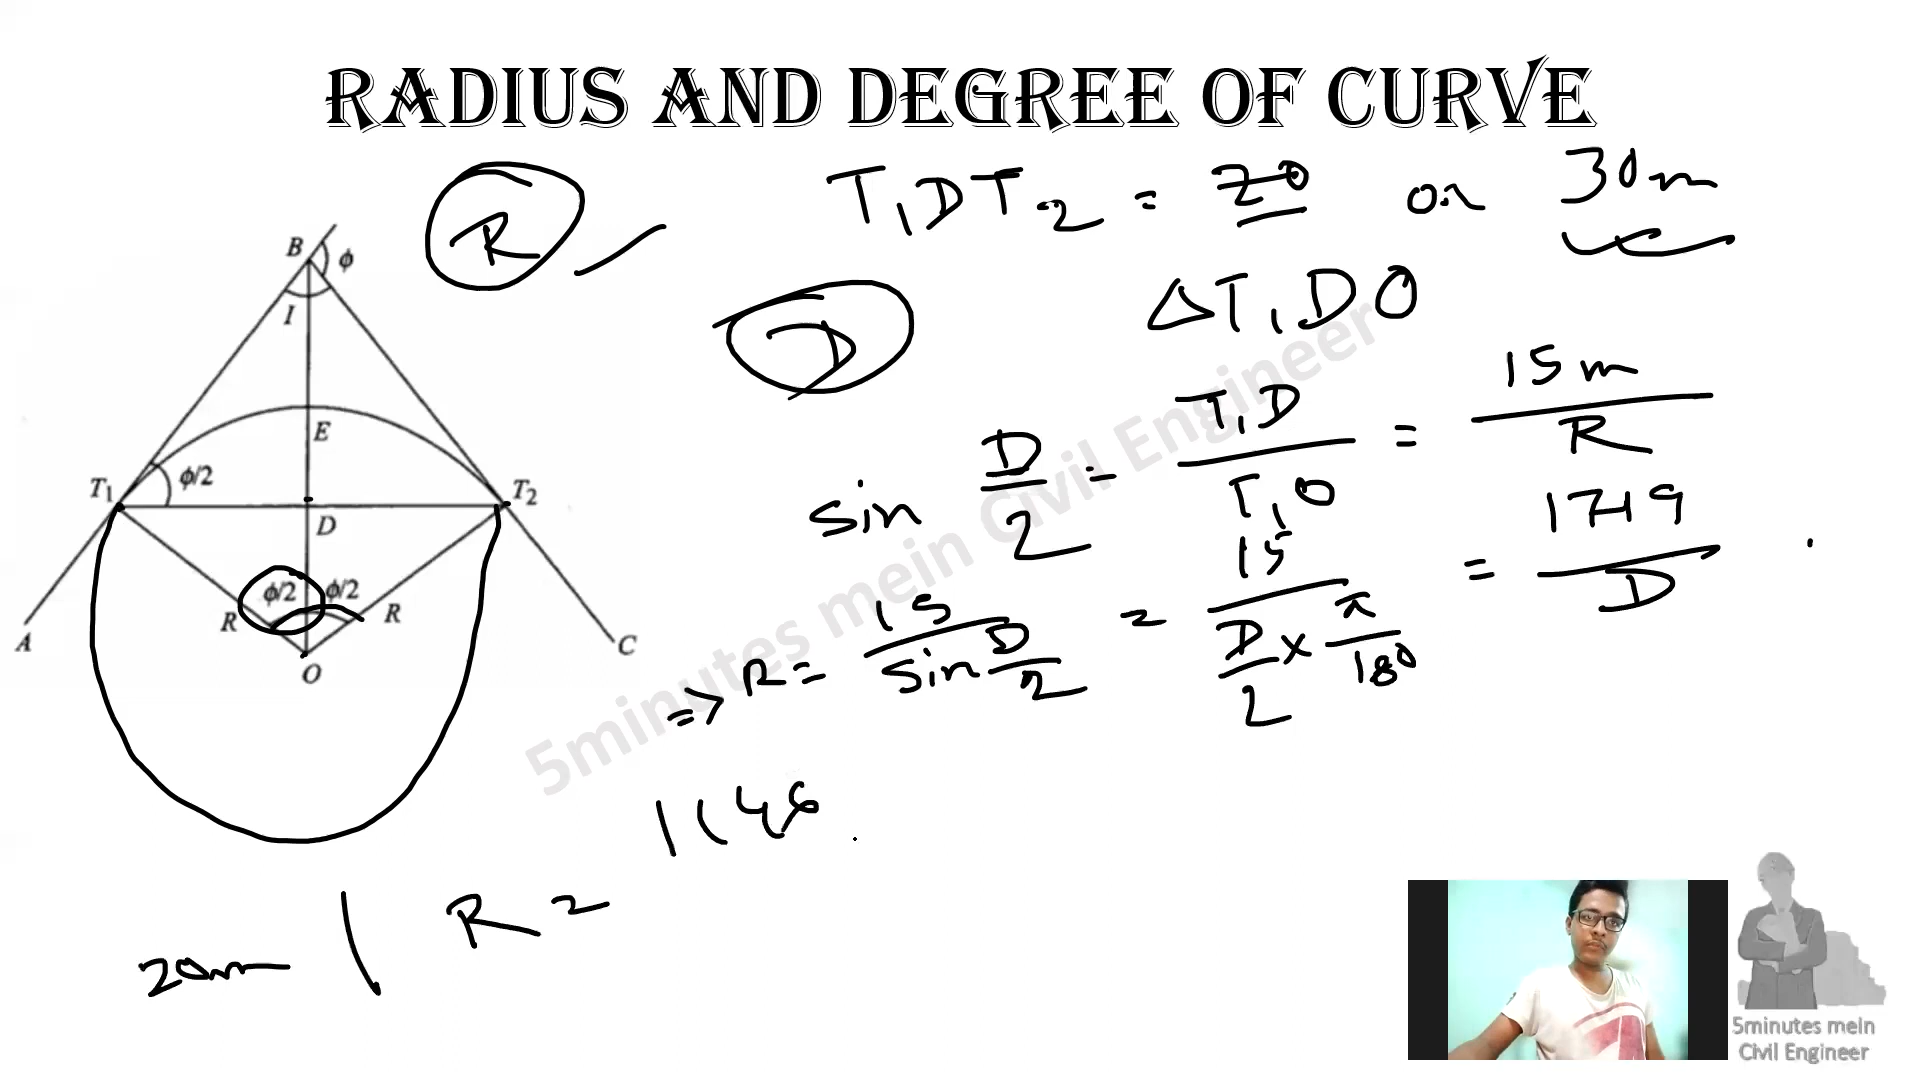 RADIUS AND DEGREE OF CURVE
R
T₁DT₂ = 20 or 30m
B
ϕ
I
D
ΔT₁DO
E
T₁
ϕ/2
T₂
D
sin D/2 = T₁D/T₁O = 15m/R
ϕ/2 ϕ/2
R
R
A
O
C
=> R = 15/sin D/2 = 15/(D/2 × π/180) = 1719/D
5minutes mein Civil Engineer
1146
20m
R =
5minutes mein
Civil Engineer